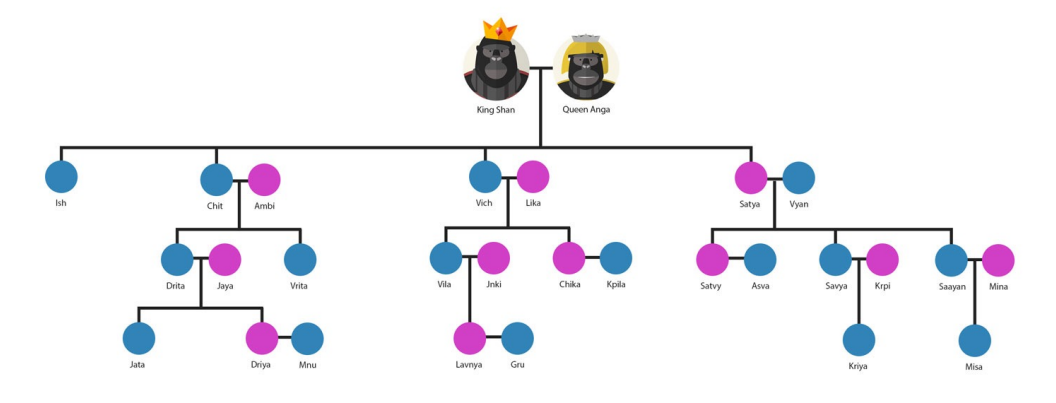 King Shan
Queen Anga
Ish
Chit
Ambi
Vich
Lika
Satya
Vyan
Drita
Jaya
Vrita
Vila
Jnki
Chika
Kpila
Satvy
Asva
Savya
Krpi
Saayan
Mina
Jata
Driya
Mnu
Lavnya
Gru
Kriya
Misa